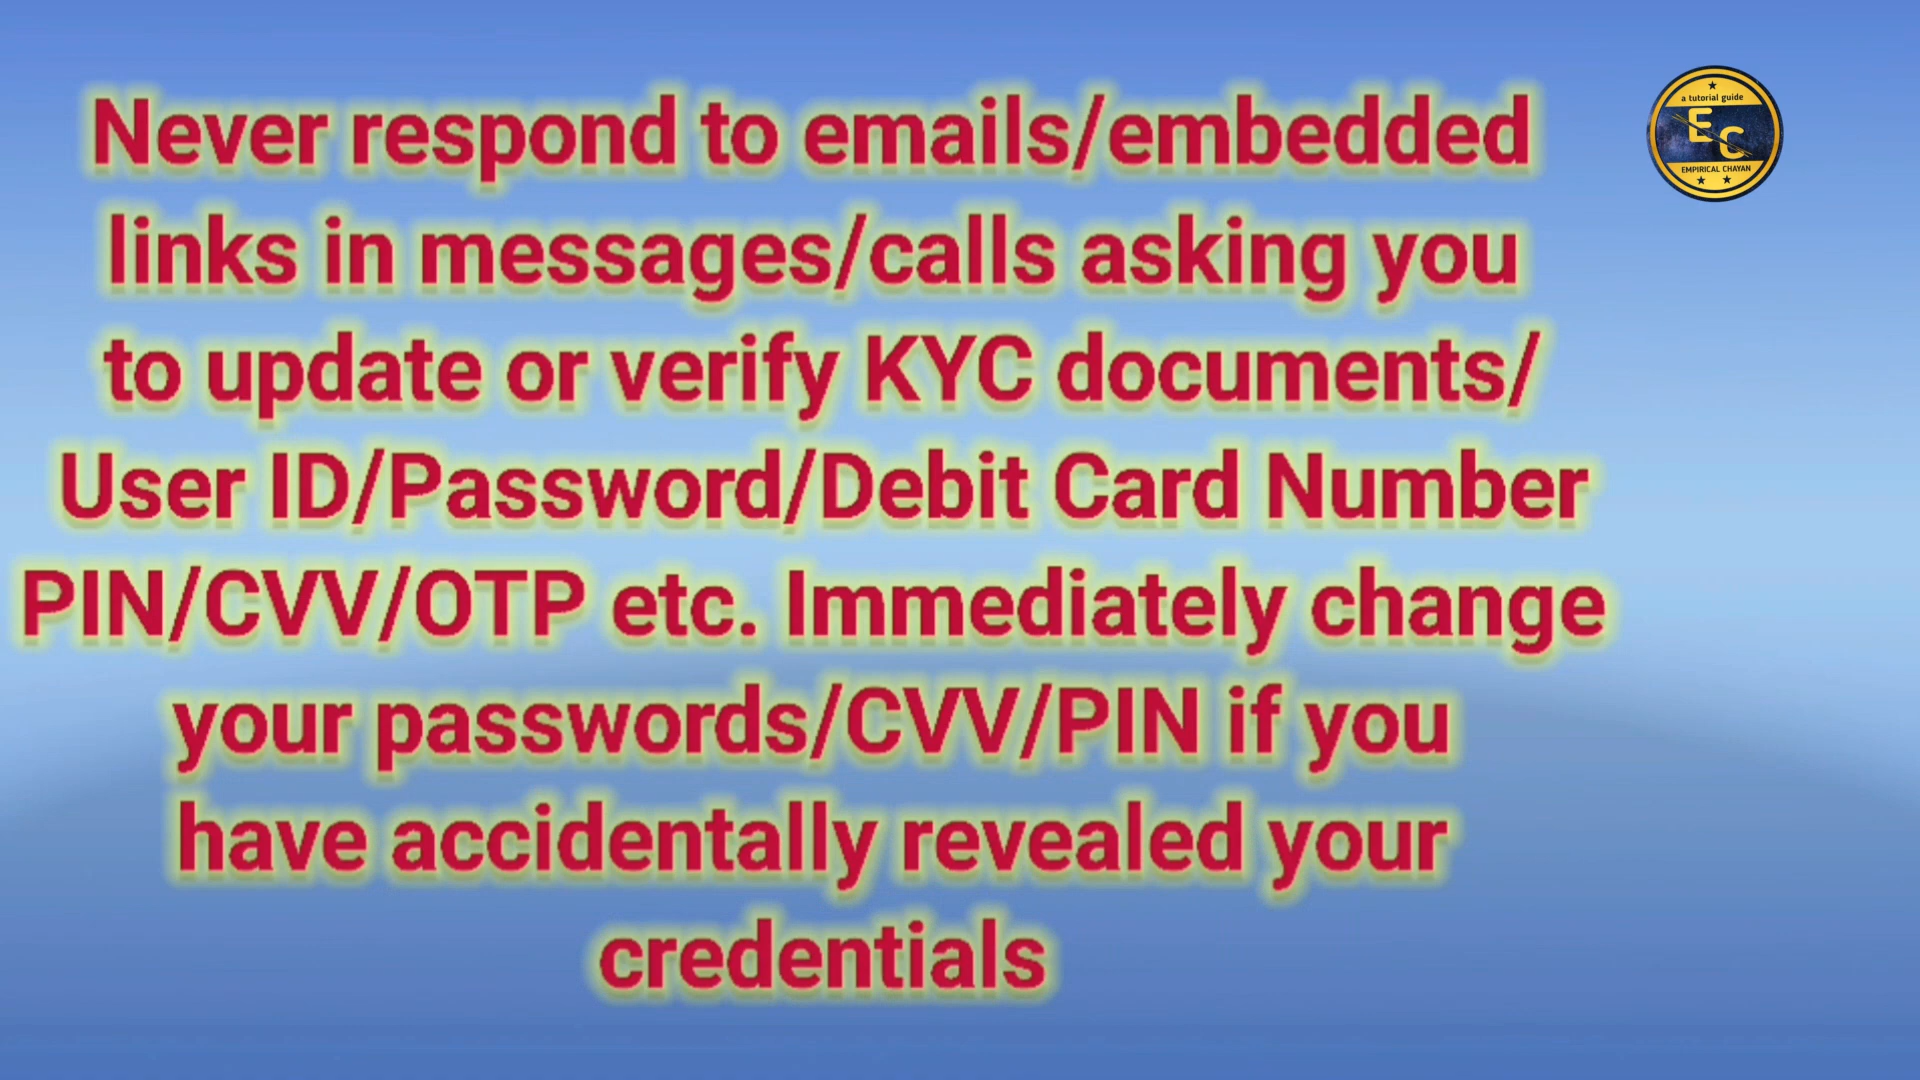 Never respond to emails/embedded
links in messages/calls asking you
to update or verify KYC documents/
User ID/Password/Debit Card Number
PIN/CVV/OTP etc. Immediately change
your passwords/CVV/PIN if you
have accidentally revealed your
credentials
a tutorial guide
EC
EMPIRICAL CHAYAN